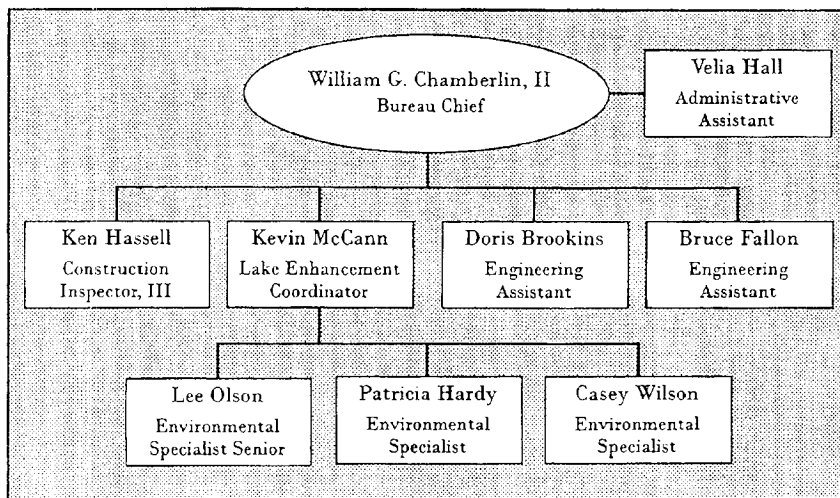 William G. Chamberlin, II
Bureau Chief
Velia Hall
Administrative
Assistant
Ken Hassell
Construction
Inspector, III
Kevin McCann
Lake Enhancement
Coordinator
Doris Brookins
Engineering
Assistant
Bruce Fallon
Engineering
Assistant
Lee Olson
Environmental
Specialist Senior
Patricia Hardy
Environmental
Specialist
Casey Wilson
Environmental
Specialist